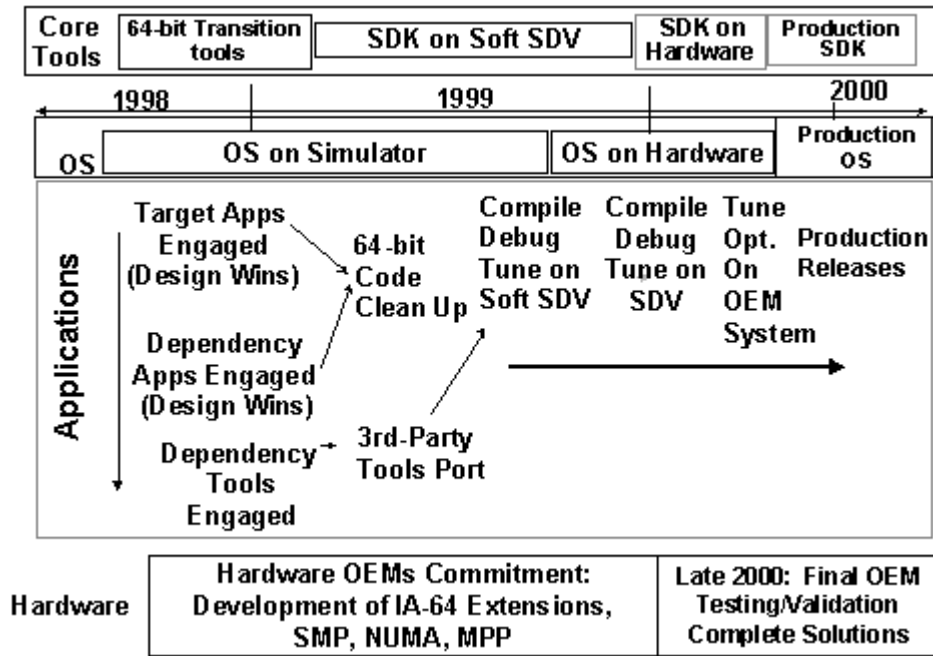 Core
Tools
64-bit Transition
tools
SDK on Soft SDV
SDK on
Hardware
Production
SDK
1998
1999
2000
OS
OS on Simulator
OS on Hardware
Production
OS
Applications
Target Apps
Engaged
(Design Wins)
Dependency
Apps Engaged
(Design Wins)
Dependency
Tools
Engaged
64-bit
Code
Clean Up
3rd-Party
Tools Port
Compile
Debug
Tune on
Soft SDV
Compile
Debug
Tune on
SDV
Tune
Opt.
On
OEM
System
Production
Releases
Hardware
Hardware OEMs Commitment:
Development of IA-64 Extensions,
SMP, NUMA, MPP
Late 2000: Final OEM
Testing/Validation
Complete Solutions